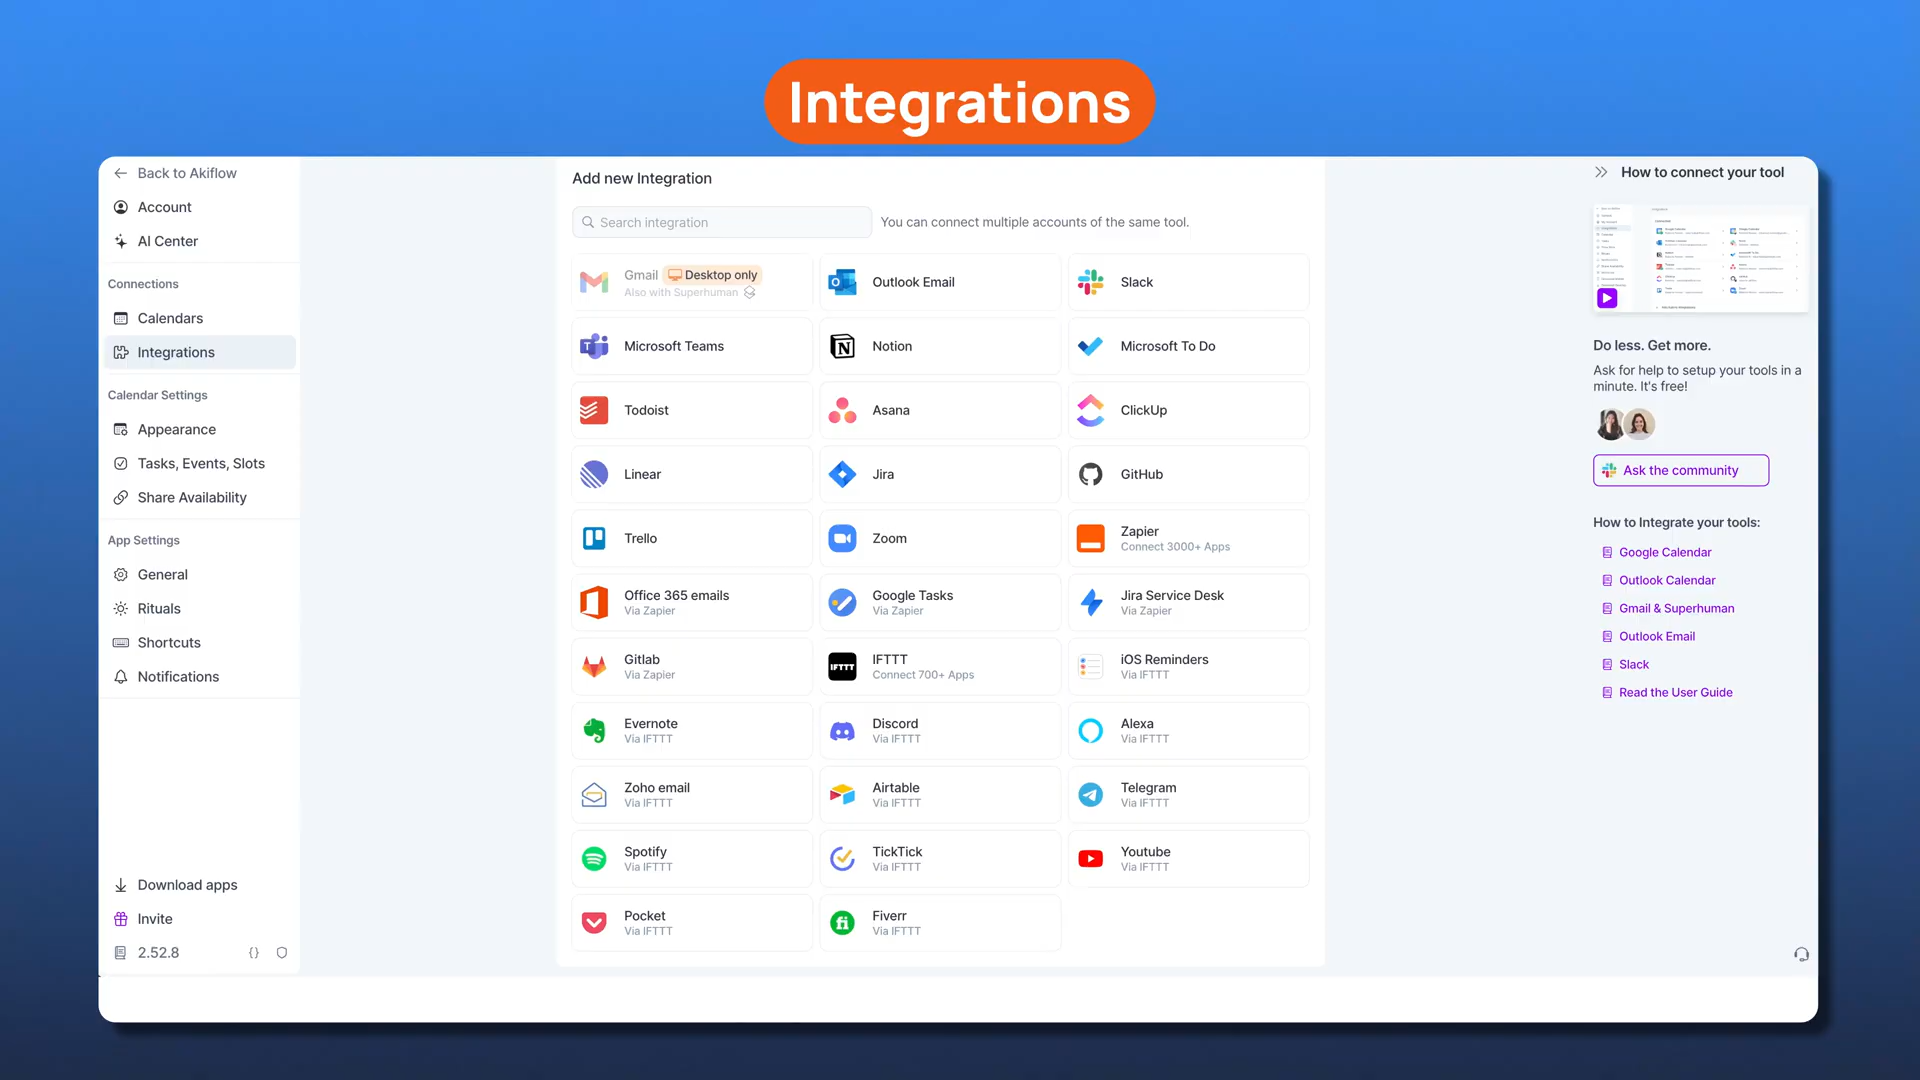 Integrations
Back to Akiflow
Account
AI Center
Connections
Calendars
Integrations
Calendar Settings
Appearance
Tasks, Events, Slots
Share Availability
App Settings
General
Rituals
Shortcuts
Notifications
Download apps
Invite
2.52.8
{}
Add new Integration
Search integration
You can connect multiple accounts of the same tool.
Gmail Desktop only
Also with Superhuman
Outlook Email
Slack
Microsoft Teams
Notion
Microsoft To Do
Todoist
Asana
ClickUp
Linear
Jira
GitHub
Trello
Zoom
Zapier
Connect 3000+ Apps
Office 365 emails
Via Zapier
Google Tasks
Via Zapier
Jira Service Desk
Via Zapier
Gitlab
Via Zapier
IFTTT
IFTTT
Connect 700+ Apps
iOS Reminders
Via IFTTT
Evernote
Via IFTTT
Discord
Via IFTTT
Alexa
Via IFTTT
Zoho email
Via IFTTT
Airtable
Via IFTTT
Telegram
Via IFTTT
Spotify
Via IFTTT
TickTick
Via IFTTT
Youtube
Via IFTTT
Pocket
Via IFTTT
fi
Fiverr
Via IFTTT
How to connect your tool
Do less. Get more.
Ask for help to setup your tools in a
minute. It's free!
Ask the community
How to Integrate your tools:
Google Calendar
Outlook Calendar
Gmail & Superhuman
Outlook Email
Slack
Read the User Guide